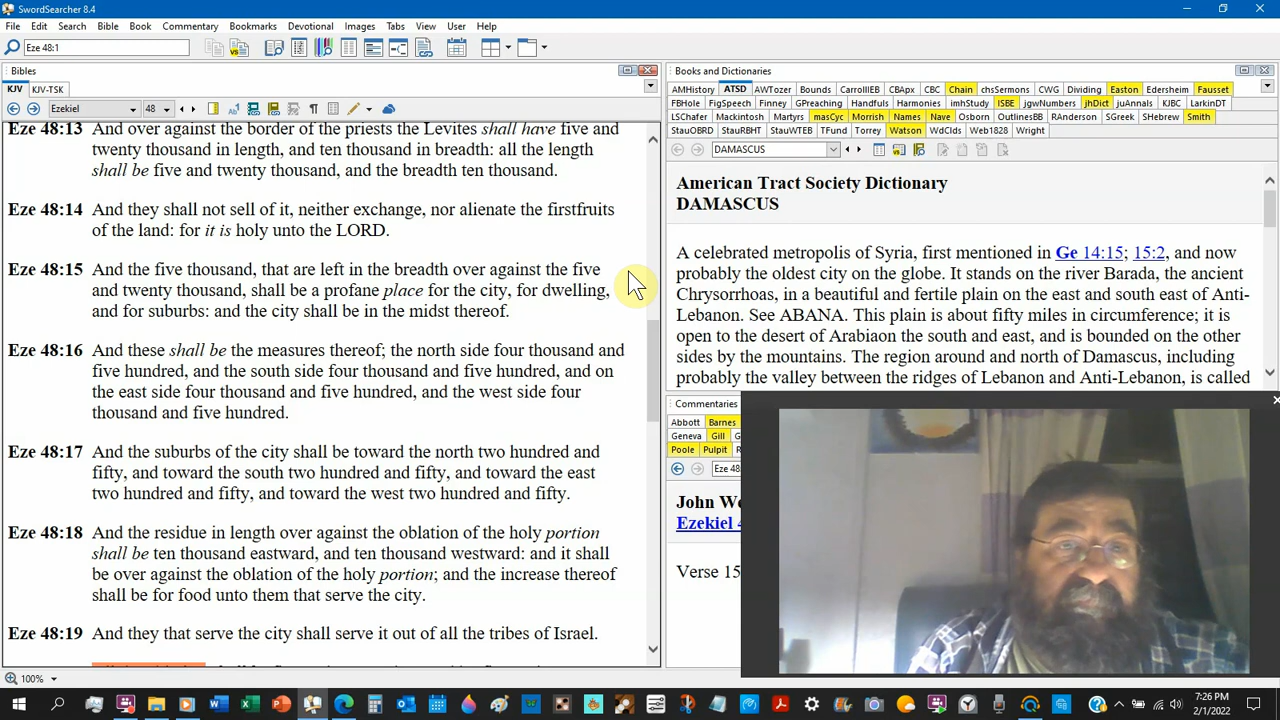 SwordSearcher 8.4
File Edit Search Bible Book Commentary Bookmarks Devotional Images Tabs View User Help
Eze 48:1
Bibles
KJV KJV-TSK
Ezekiel 48
Eze 48:13 And over against the border of the priests the Levites shall have five and
twenty thousand in length, and ten thousand in breadth: all the length
shall be five and twenty thousand, and the breadth ten thousand.
Eze 48:14 And they shall not sell of it, neither exchange, nor alienate the firstfruits
of the land: for it is holy unto the LORD.
Eze 48:15 And the five thousand, that are left in the breadth over against the five
and twenty thousand, shall be a profane place for the city, for dwelling,
and for suburbs: and the city shall be in the midst thereof.
Eze 48:16 And these shall be the measures thereof; the north side four thousand and
five hundred, and the south side four thousand and five hundred, and on
the east side four thousand and five hundred, and the west side four
thousand and five hundred.
Eze 48:17 And the suburbs of the city shall be toward the north two hundred and
fifty, and toward the south two hundred and fifty, and toward the east
two hundred and fifty, and toward the west two hundred and fifty.
Eze 48:18 And the residue in length over against the oblation of the holy portion
shall be ten thousand eastward, and ten thousand westward: and it shall
be over against the oblation of the holy portion; and the increase thereof
shall be for food unto them that serve the city.
Eze 48:19 And they that serve the city shall serve it out of all the tribes of Israel.
100%
Books and Dictionaries
AMHistory ATSD AWTozer Bounds CarrollEB CBApx CBC Chain chsSermons CWG Dividing Easton Edersheim Fausset
FBHole FigSpeech Finney GPreaching Handfuls Harmonies imhStudy ISBE jgwNumbers jhDict juAnnals KJBC LarkinDT
LSChafer Mackintosh Martyrs masCyc Morrish Names Nave Osborn OutlinesBB RAnderson SGreek SHebrew Smith
StauOBRD StauRBHT StauWTEB TFund Torrey Watson WdClds Web1828 Wright
DAMASCUS
American Tract Society Dictionary
DAMASCUS
A celebrated metropolis of Syria, first mentioned in Ge 14:15; 15:2, and now
probably the oldest city on the globe. It stands on the river Barada, the ancient
Chrysorrhoas, in a beautiful and fertile plain on the east and south east of Anti-
Lebanon. See ABANA. This plain is about fifty miles in circumference; it is
open to the desert of Arabiaon the south and east, and is bounded on the other
sides by the mountains. The region around and north of Damascus, including
probably the valley between the ridges of Lebanon and Anti-Lebanon, is called
Commentaries
Abbott Barnes
Geneva Gill G
Poole Pulpit R
Eze 48
John We
Ezekiel 4
Verse 15
7:26 PM
2/1/2022